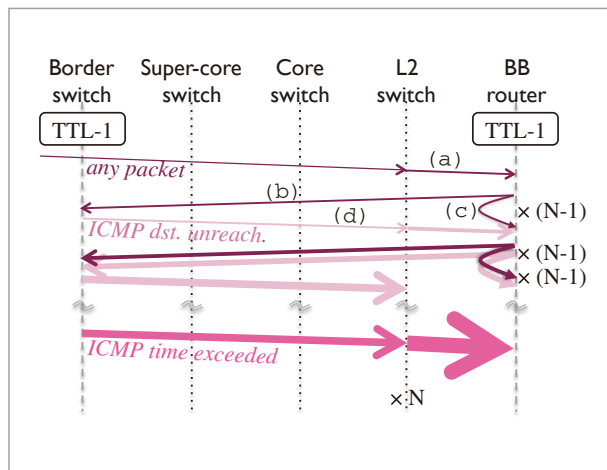 Border Super-core Core L2 BB
switch switch switch switch router
TTL-1 TTL-1
any packet (a)
(b)
(d) (c) × (N-1)
ICMP dst. unreach.
× (N-1)
× (N-1)
ICMP time exceeded
× N